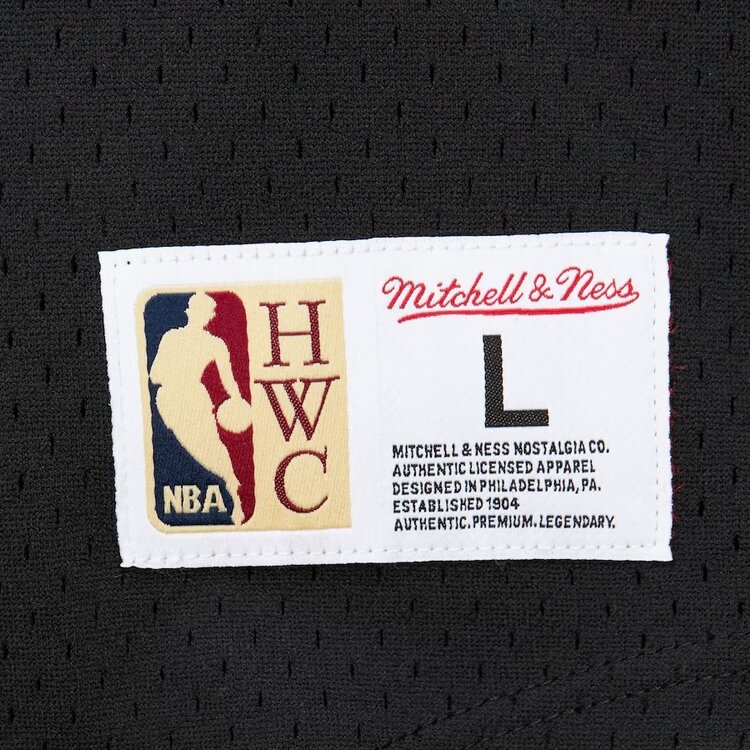 NBA
H
W
C
Mitchell & Ness
L
MITCHELL & NESS NOSTALGIA CO.
AUTHENTIC LICENSED APPAREL
DESIGNED IN PHILADELPHIA, PA.
ESTABLISHED 1904
AUTHENTIC. PREMIUM. LEGENDARY.